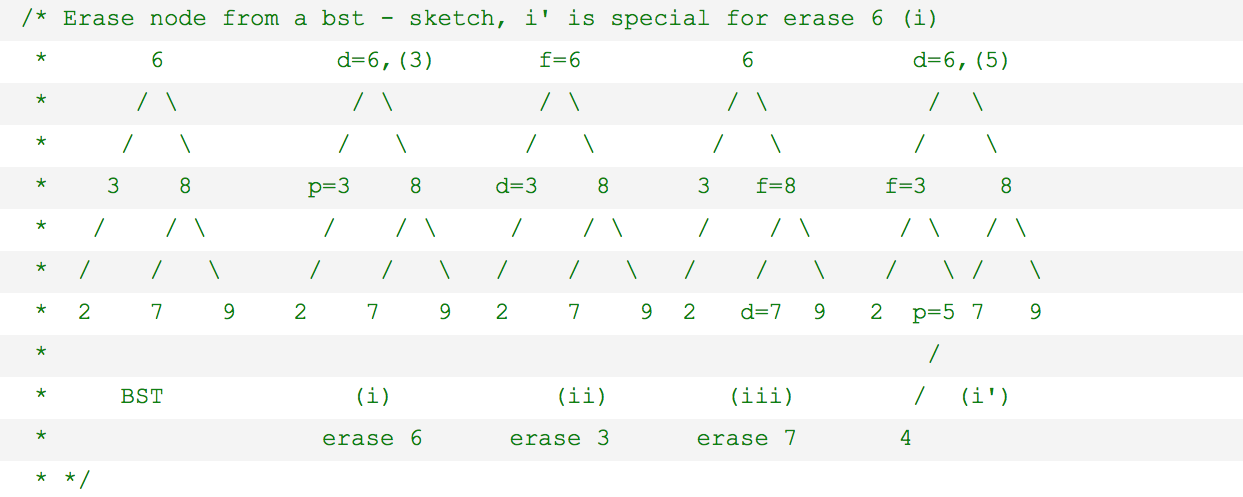 /* Erase node from a bst - sketch, i' is special for erase 6 (i)
 *       6            d=6,(3)       f=6           6           d=6,(5)
 *      / \            / \          / \          / \           /  \
 *     /   \          /   \        /   \        /   \         /    \
 *    3    8        p=3    8     d=3    8      3   f=8      f=3     8
 *   /    / \        /    / \     /    / \     /    / \      / \   / \
 *  /    /   \      /    /   \   /    /   \   /    /   \    /   \ /   \
 *  2    7    9    2    7    9  2    7    9  2   d=7  9   2  p=5 7   9
 *                                                             /
 *     BST             (i)           (ii)        (iii)        /  (i')
 *                   erase 6      erase 3      erase 7       4
 * */